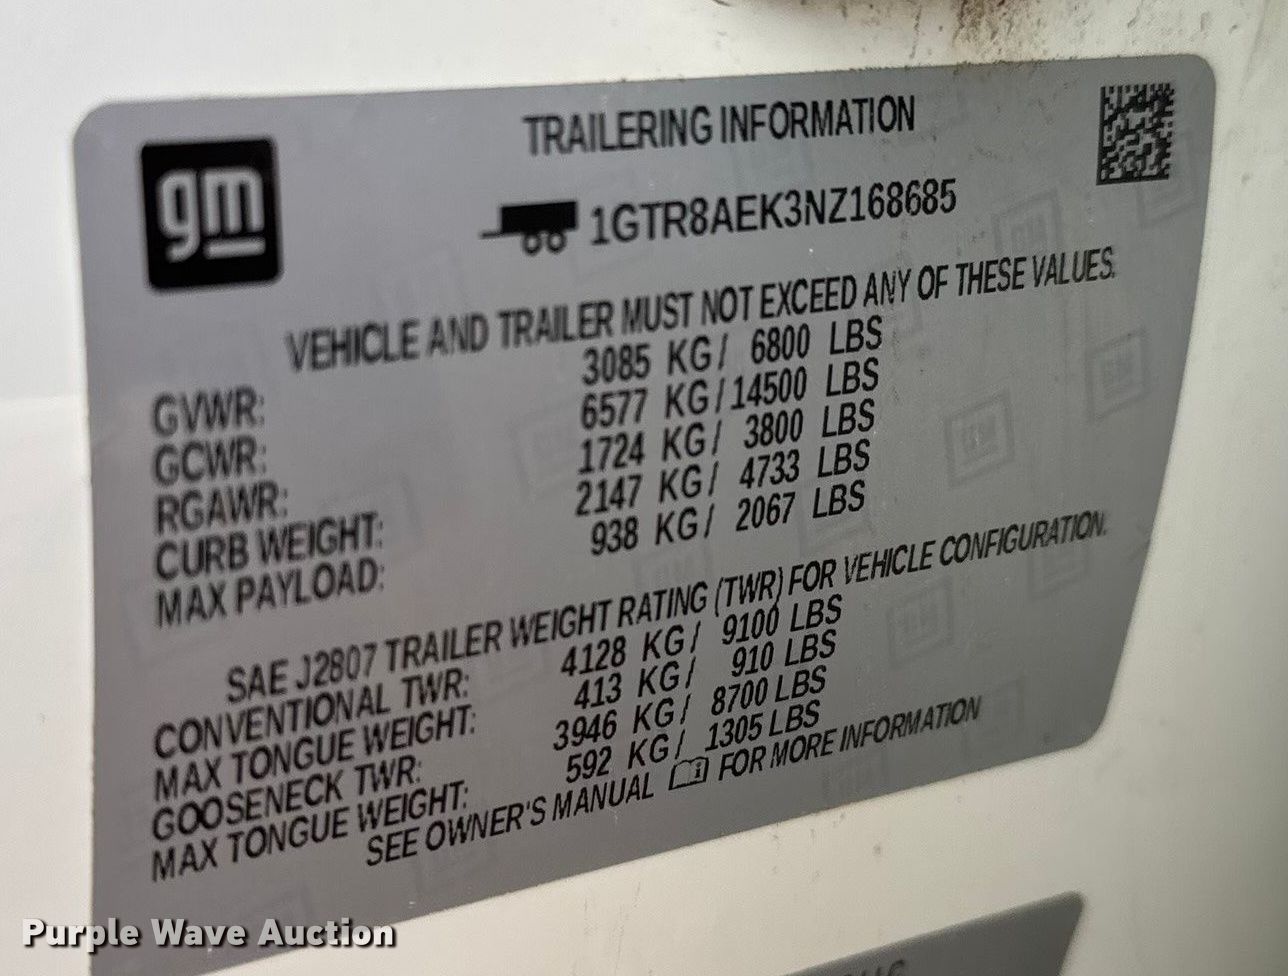 gm
TRAILERING INFORMATION
1GTR8AEK3NZ168685
VEHICLE AND TRAILER MUST NOT EXCEED ANY OF THESE VALUES.
GVWR: 3085 KG/ 6800 LBS
GCWR: 6577 KG/14500 LBS
RGAWR: 1724 KG/ 3800 LBS
CURB WEIGHT: 2147 KG/ 4733 LBS
MAX PAYLOAD: 938 KG/ 2067 LBS
SAE J2807 TRAILER WEIGHT RATING (TWR) FOR VEHICLE CONFIGURATION.
CONVENTIONAL TWR: 4128 KG/ 9100 LBS
MAX TONGUE WEIGHT: 413 KG/ 910 LBS
GOOSENECK TWR: 3946 KG/ 8700 LBS
MAX TONGUE WEIGHT: 592 KG/ 1305 LBS
SEE OWNER'S MANUAL FOR MORE INFORMATION
Purple Wave Auction